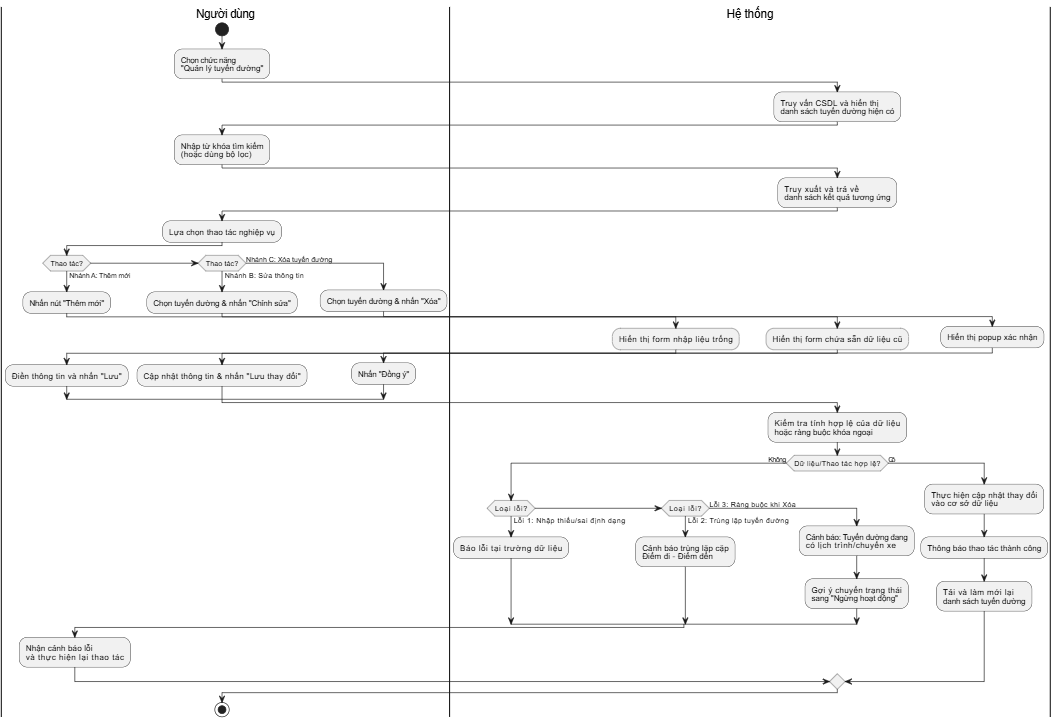 Người dùng
Hệ thống
Chọn chức năng
"Quản lý tuyến đường"
Truy vấn CSDL và hiển thị
danh sách tuyến đường hiện có
Nhập từ khóa tìm kiếm
(hoặc dùng bộ lọc)
Truy xuất và trả về
danh sách kết quả tương ứng
Lựa chọn thao tác nghiệp vụ
Thao tác?
Nhánh A: Thêm mới
Thao tác?
Nhánh C: Xóa tuyến đường
Nhánh B: Sửa thông tin
Nhấn nút "Thêm mới"
Chọn tuyến đường & nhấn "Chỉnh sửa"
Chọn tuyến đường & nhấn "Xóa"
Hiển thị form nhập liệu trống
Hiển thị form chứa sẵn dữ liệu cũ
Hiển thị popup xác nhận
Điền thông tin và nhấn "Lưu"
Cập nhật thông tin & nhấn "Lưu thay đổi"
Nhấn "Đồng ý"
Kiểm tra tính hợp lệ của dữ liệu
hoặc ràng buộc khóa ngoại
Không
Dữ liệu/Thao tác hợp lệ?
Có
Loại lỗi?
Lỗi 1: Nhập thiếu/sai định dạng
Loại lỗi?
Lỗi 3: Ràng buộc khi Xóa
Lỗi 2: Trùng lặp tuyến đường
Báo lỗi tại trường dữ liệu
Cảnh báo trùng lặp cặp
Điểm đi - Điểm đến
Cảnh báo: Tuyến đường đang
có lịch trình/chuyến xe
Gợi ý chuyển trạng thái
sang "Ngừng hoạt động"
Thực hiện cập nhật thay đổi
vào cơ sở dữ liệu
Thông báo thao tác thành công
Tải và làm mới lại
danh sách tuyến đường
Nhận cảnh báo lỗi
và thực hiện lại thao tác